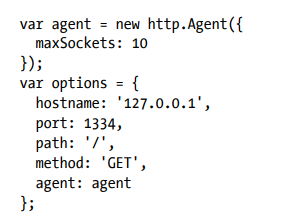 var agent = new http.Agent({
  maxSockets: 10
});
var options = {
  hostname: '127.0.0.1',
  port: 1334,
  path: '/',
  method: 'GET',
  agent: agent
};